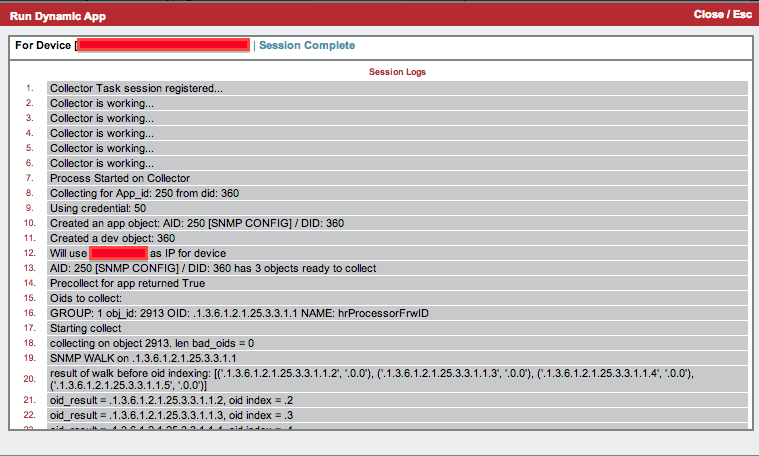 Run Dynamic App
Close / Esc
For Device [ | Session Complete
Session Logs
1. Collector Task session registered...
2. Collector is working...
3. Collector is working...
4. Collector is working...
5. Collector is working...
6. Collector is working...
7. Process Started on Collector
8. Collecting for App_id: 250 from did: 360
9. Using credential: 50
10. Created an app object: AID: 250 [SNMP CONFIG] / DID: 360
11. Created a dev object: 360
12. Will use as IP for device
13. AID: 250 [SNMP CONFIG] / DID: 360 has 3 objects ready to collect
14. Precollect for app returned True
15. Oids to collect:
16. GROUP: 1 obj_id: 2913 OID: .1.3.6.1.2.1.25.3.3.1.1 NAME: hrProcessorFrwID
17. Starting collect
18. collecting on object 2913. len bad_oids = 0
19. SNMP WALK on .1.3.6.1.2.1.25.3.3.1.1
20. result of walk before oid indexing: [('.1.3.6.1.2.1.25.3.3.1.1.2', '.0.0'), ('.1.3.6.1.2.1.25.3.3.1.1.3', '.0.0'), ('.1.3.6.1.2.1.25.3.3.1.1.4', '.0.0'),
('.1.3.6.1.2.1.25.3.3.1.1.5', '.0.0')]
21. oid_result = .1.3.6.1.2.1.25.3.3.1.1.2, oid index = .2
22. oid_result = .1.3.6.1.2.1.25.3.3.1.1.3, oid index = .3